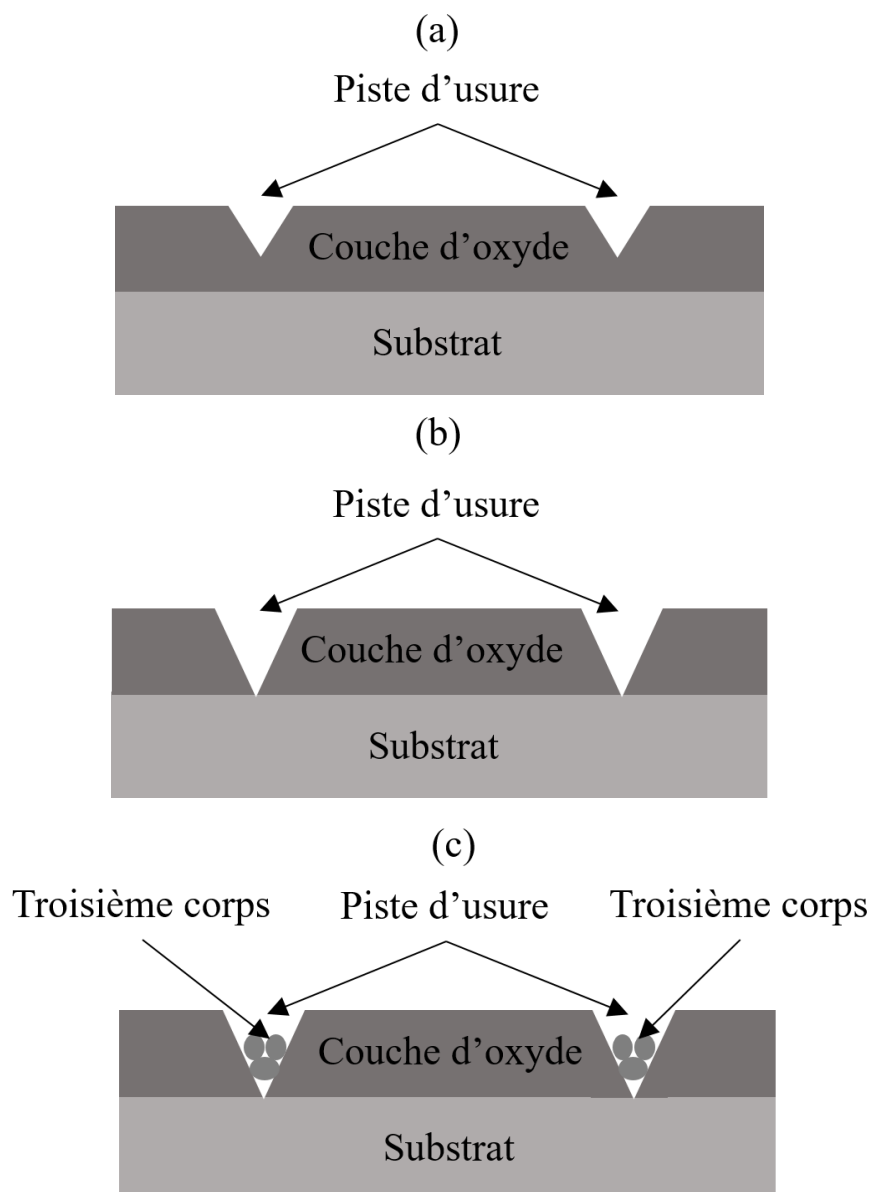 (a)
Piste d’usure
Couche d’oxyde
Substrat
(b)
Piste d’usure
Couche d’oxyde
Substrat
(c)
Troisième corps Piste d’usure Troisième corps
Couche d’oxyde
Substrat